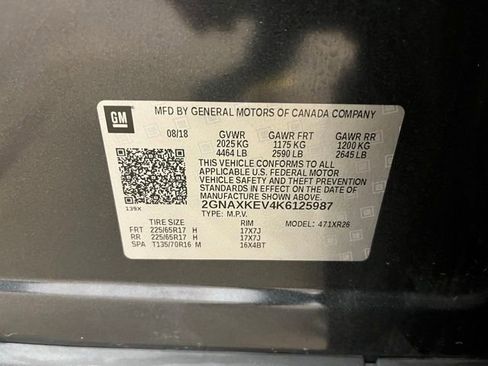 GM
MFD BY GENERAL MOTORS OF CANADA COMPANY
08/18 GVWR GAWR FRT GAWR RR
2025 KG 1175 KG 1200 KG
4464 LB 2590 LB 2645 LB
THIS VEHICLE CONFORMS TO ALL
APPLICABLE U.S. FEDERAL MOTOR
VEHICLE SAFETY AND THEFT PREVENTION
STANDARDS IN EFFECT ON THE DATE OF
MANUFACTURE SHOWN ABOVE.
139X 2GNAXKEV4K6125987
TYPE: M.P.V. MODEL: 471XR26
TIRE SIZE RIM
FRT 225/65R17 H 17X7J
RR 225/65R17 H 17X7J
SPA T135/70R16 M 16X4BT